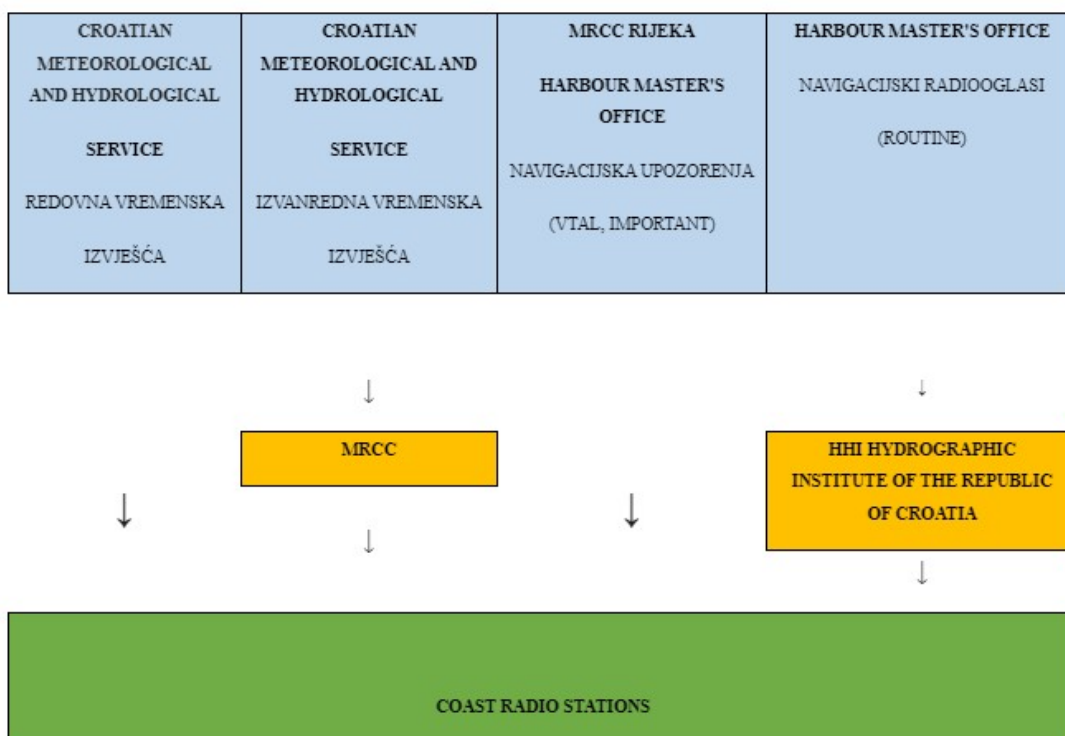 CROATIAN
METEOROLOGICAL
AND HYDROLOGICAL
SERVICE
REDOVNA VREMENSKA
IZVJEŠĆA
CROATIAN
METEOROLOGICAL AND
HYDROLOGICAL
SERVICE
IZVANREDNA VREMENSKA
IZVJEŠĆA
MRCC RIJEKA
HARBOUR MASTER'S
OFFICE
NAVIGACIJSKA UPOZORENJA
(VTAL, IMPORTANT)
HARBOUR MASTER'S OFFICE
NAVIGACIJSKI RADIOOGLASI
(ROUTINE)
↓
↓
MRCC
HHI HYDROGRAPHIC
INSTITUTE OF THE REPUBLIC
OF CROATIA
↓
↓
↓
↓
COAST RADIO STATIONS